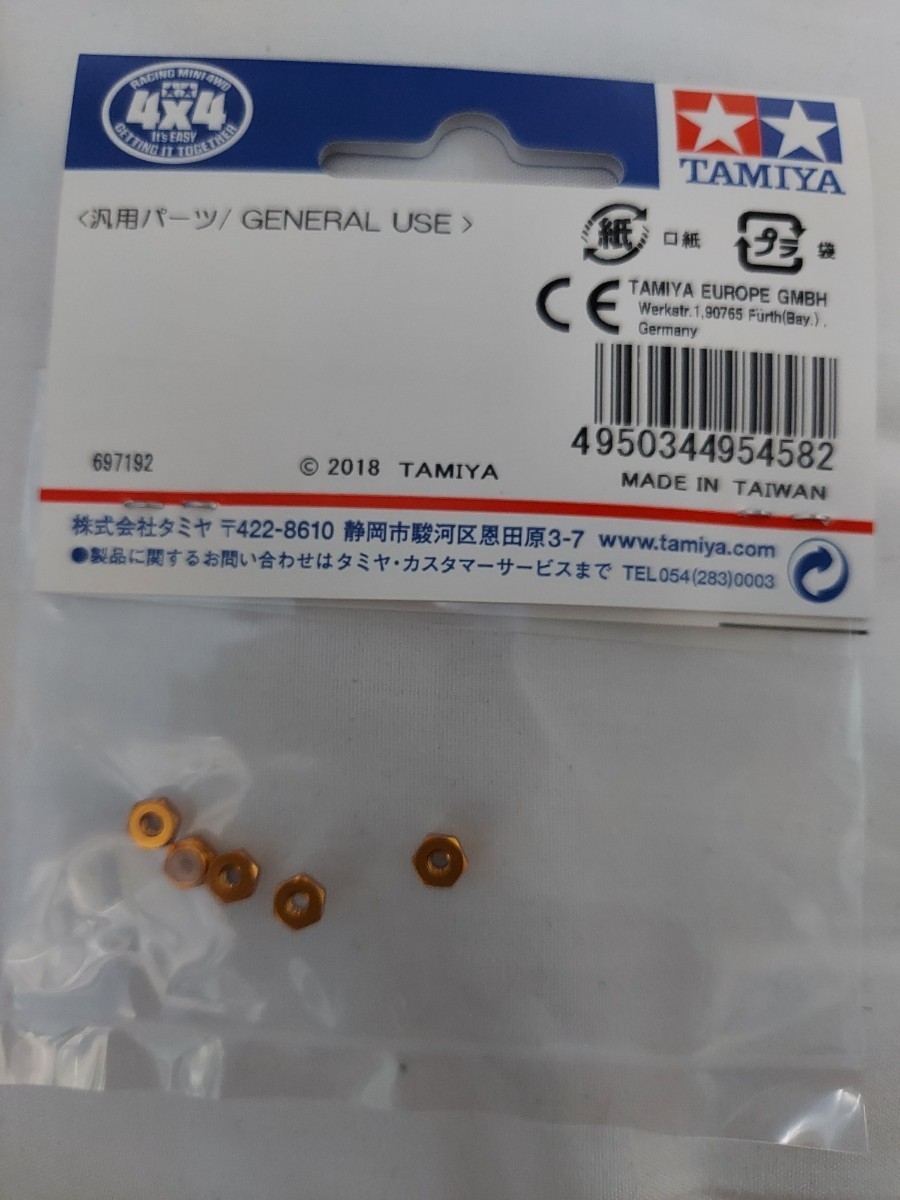 RACING MINI 4WD
4x4
It's EASY
GETTING IT TOGETHER
TAMIYA
<汎用パーツ/ GENERAL USE >
紙 口紙
プラ 袋
CE
TAMIYA EUROPE GMBH
Werkstr.1,90765 Fürth(Bay.).
Germany
4950344954582
697192
© 2018 TAMIYA
MADE IN TAIWAN
株式会社タミヤ 〒422-8610 静岡市駿河区恩田原3-7 www.tamiya.com
●製品に関するお問い合わせはタミヤ・カスタマーサービスまで TEL054(283)0003